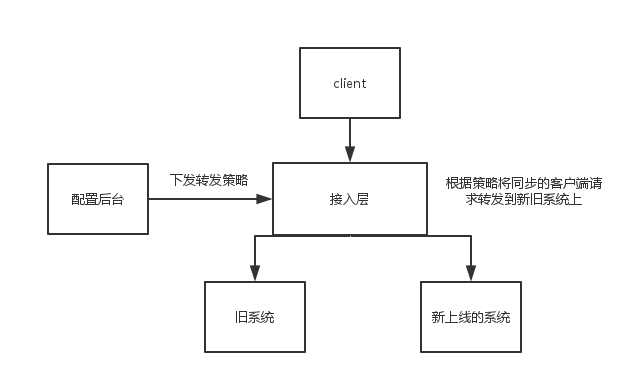 client
下发转发策略
配置后台
接入层
根据策略将同步的客户端请
求转发到新旧系统上
旧系统
新上线的系统